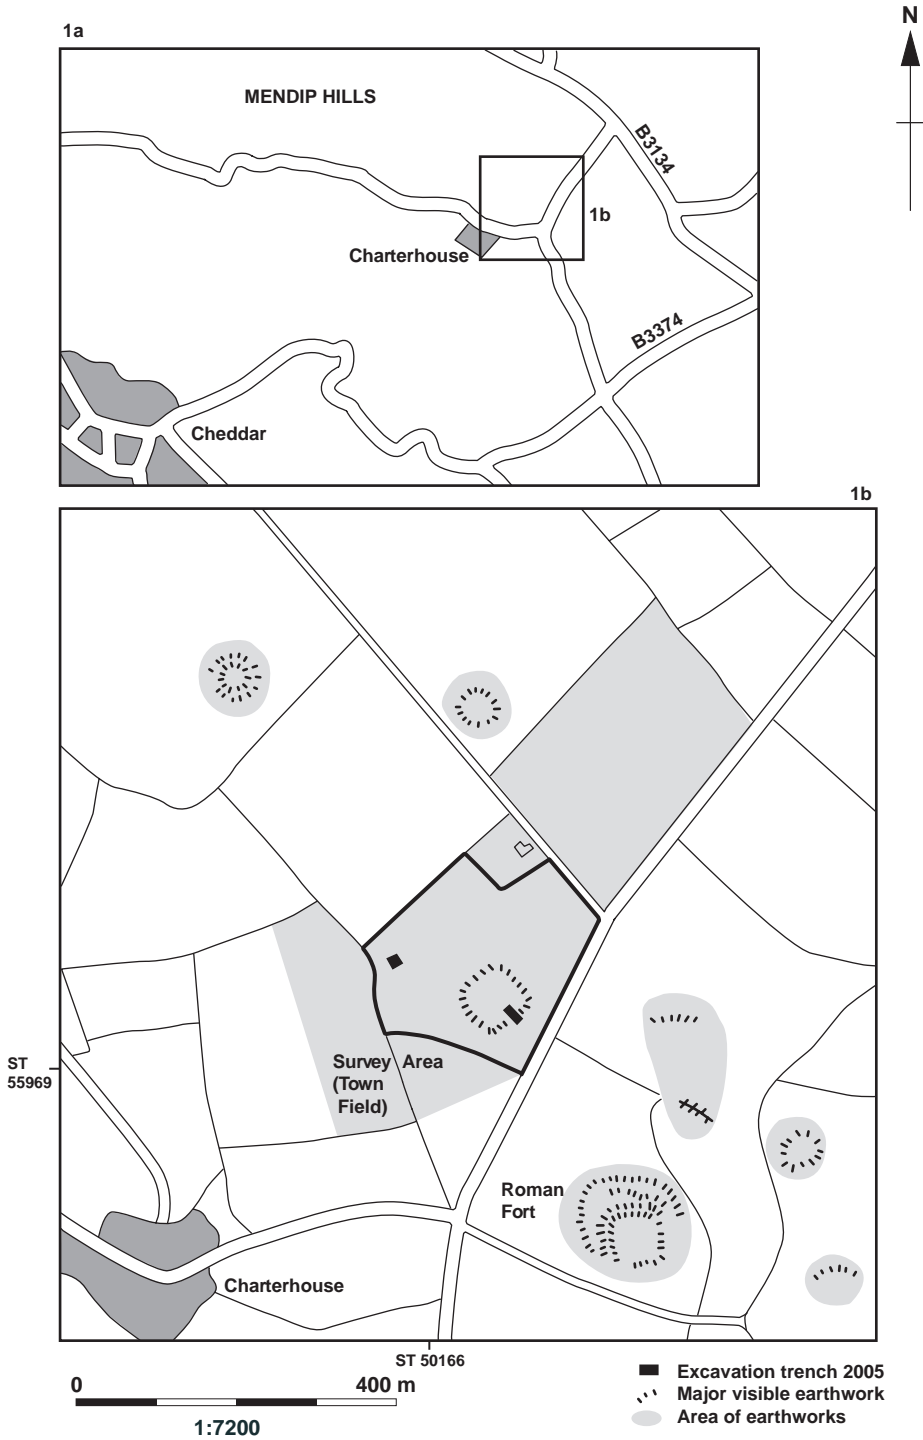 1a
N
MENDIP HILLS
B3134
1b
Charterhouse
B3374
Cheddar
1b
Survey Area
(Town
Field)
ST
55969
Roman
Fort
Charterhouse
ST 50166
0 400 m
1:7200
Excavation trench 2005
Major visible earthwork
Area of earthworks